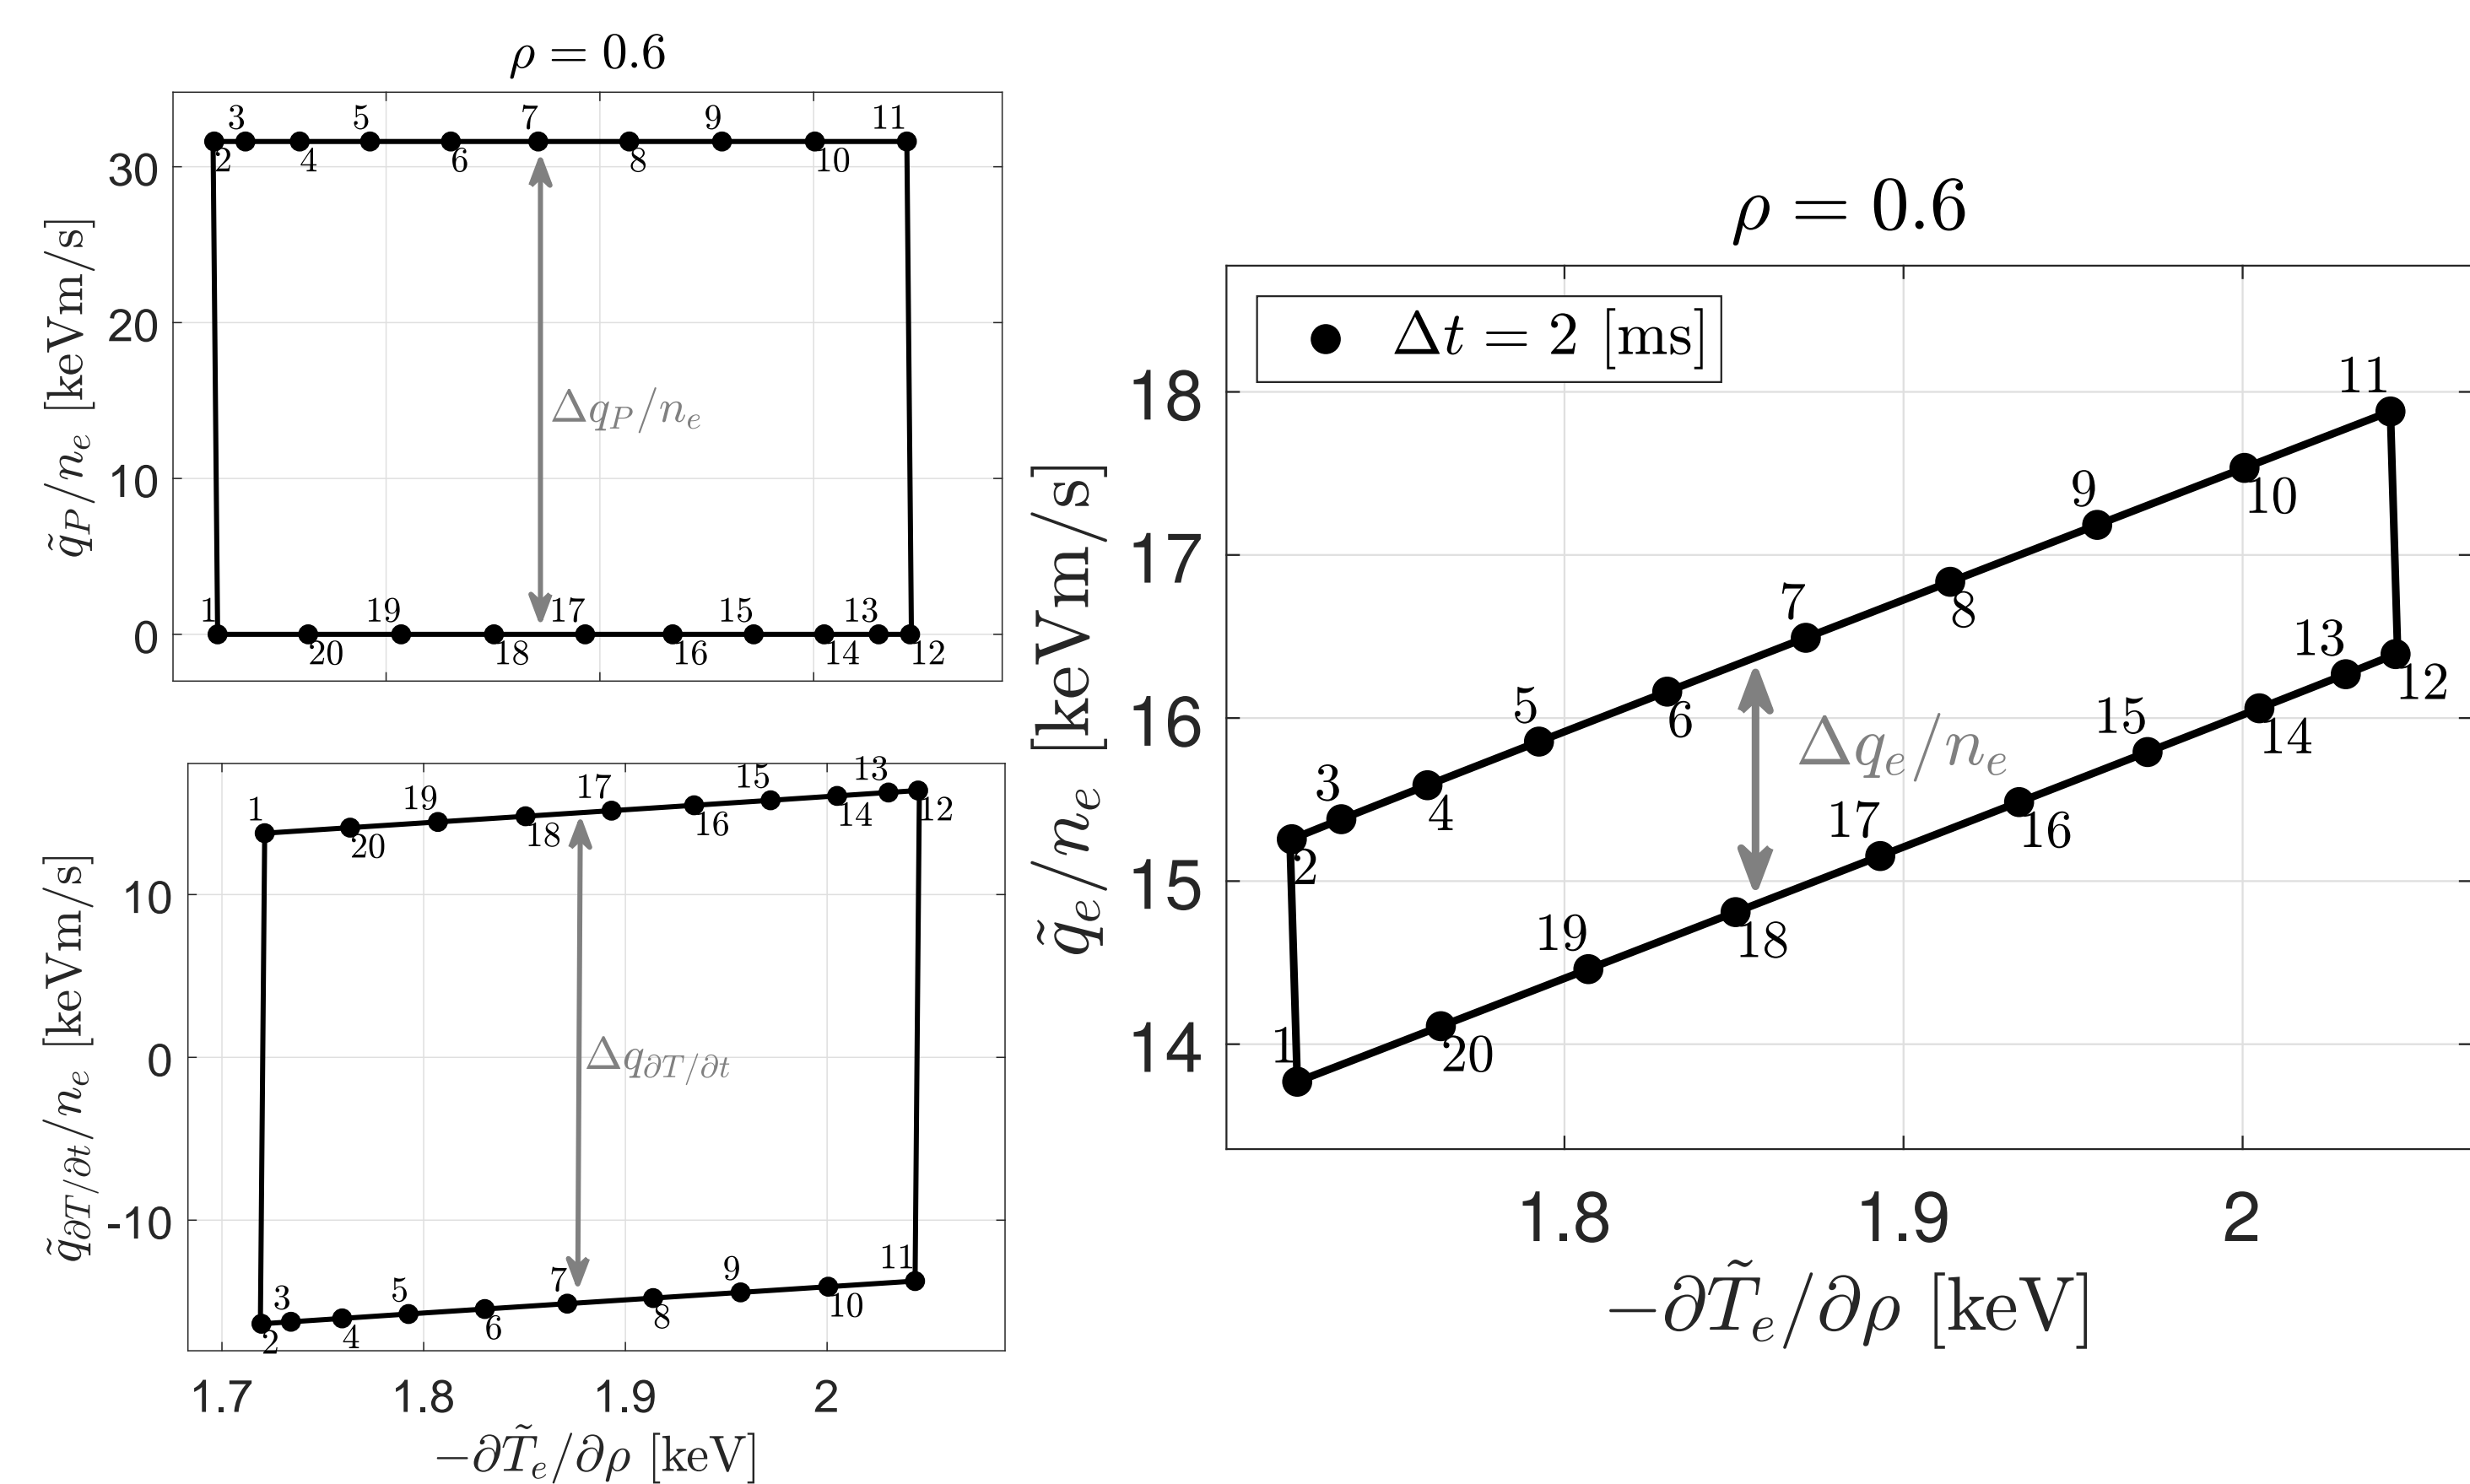 ρ = 0.6
3 5 7 9 11
2 4 6 8 10
30
20
10
0
q̃_P/n_e [keVm/s]
Δq_P/n_e
1 19 17 15 13
20 18 16 14 12
1 19 17 15 13
20 18 16 14 12
10
0
-10
q̃_{∂T/∂t}/n_e [keVm/s]
Δq_{∂T/∂t}
3 5 7 9 11
2 4 6 8 10
1.7 1.8 1.9 2
−∂T̃_e/∂ρ [keV]
ρ = 0.6
Δt = 2 [ms]
18
17
16
15
14
q̃_e/n_e [keVm/s]
3 5 7 9 11
2 4 6 8 10
Δq_e/n_e
1 19 17 15 13
20 18 16 14 12
1.8 1.9 2
−∂T̃_e/∂ρ [keV]